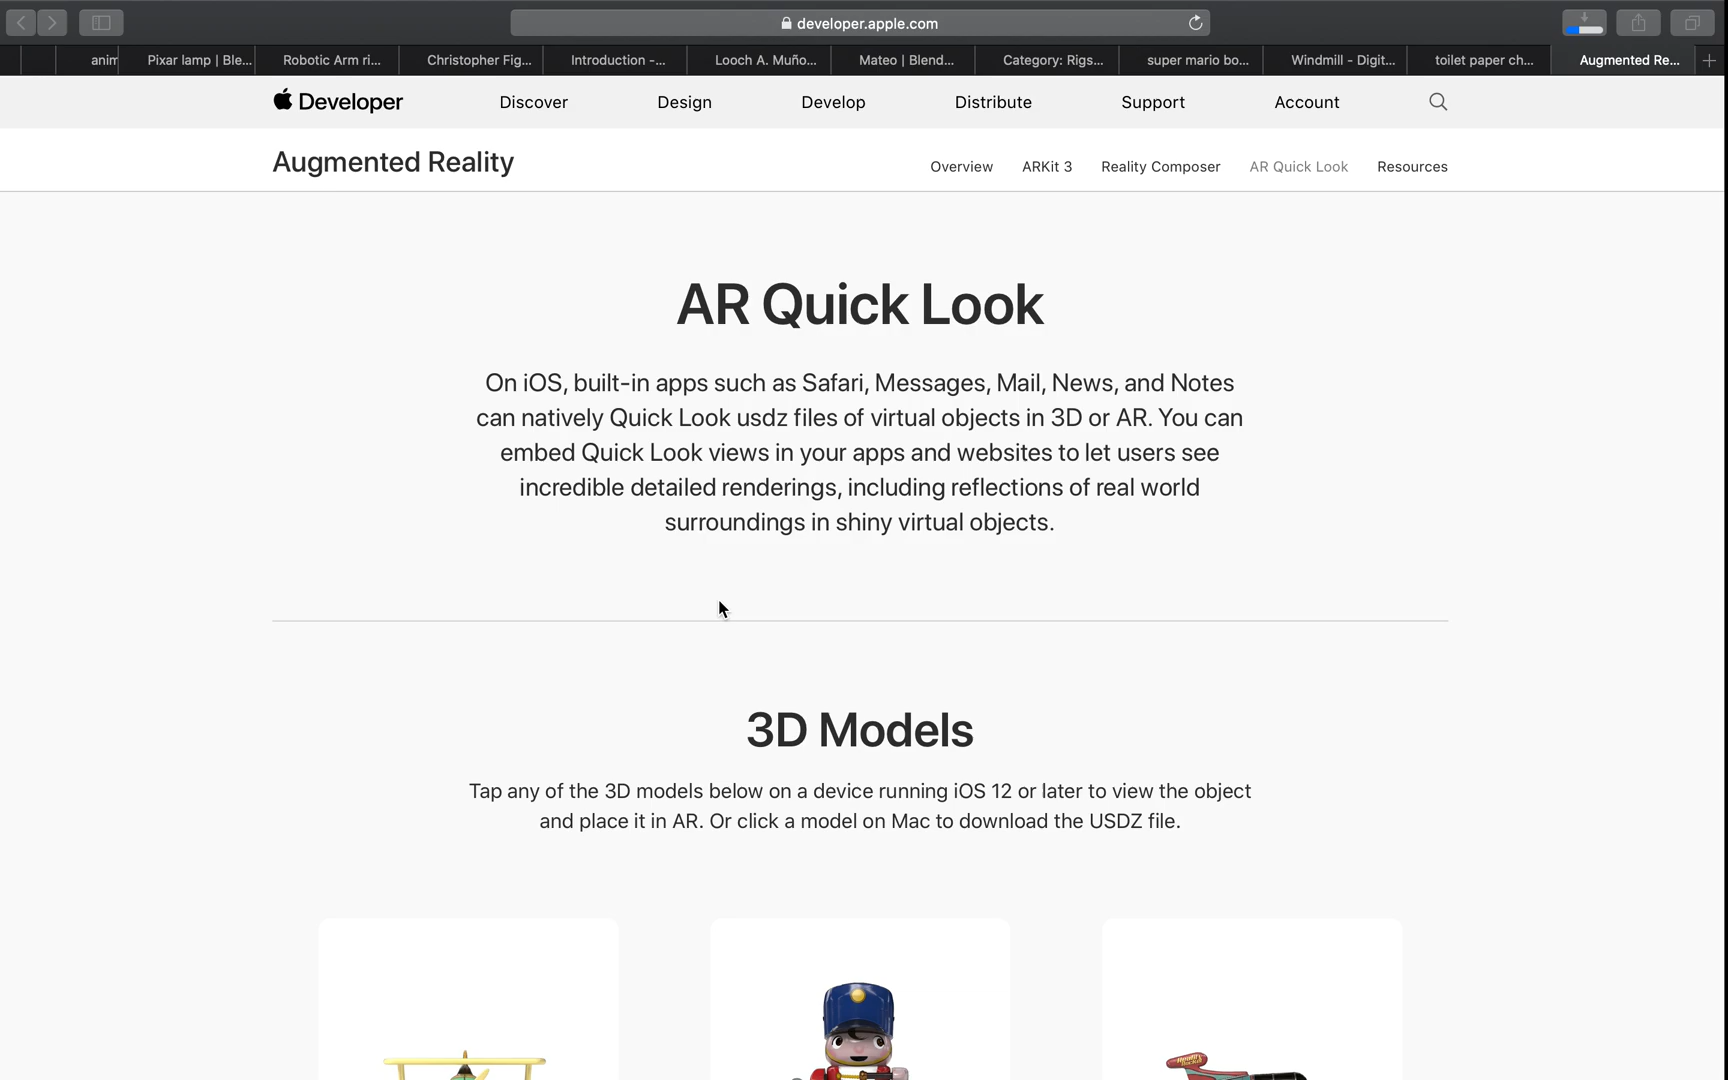 developer.apple.com
anim
Pixar lamp | Ble...
Robotic Arm ri...
Christopher Fig...
Introduction -...
Looch A. Muño...
Mateo | Blend...
Category: Rigs...
super mario bo...
Windmill - Digit...
toilet paper ch...
Augmented Re...
Developer
Discover
Design
Develop
Distribute
Support
Account
Augmented Reality
Overview
ARKit 3
Reality Composer
AR Quick Look
Resources
AR Quick Look
On iOS, built-in apps such as Safari, Messages, Mail, News, and Notes
can natively Quick Look usdz files of virtual objects in 3D or AR. You can
embed Quick Look views in your apps and websites to let users see
incredible detailed renderings, including reflections of real world
surroundings in shiny virtual objects.
3D Models
Tap any of the 3D models below on a device running iOS 12 or later to view the object
and place it in AR. Or click a model on Mac to download the USDZ file.